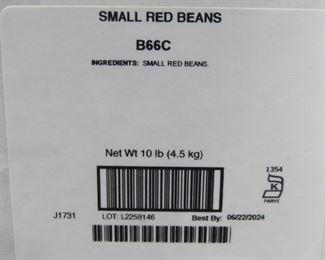 SMALL RED BEANS
B66C
INGREDIENTS: SMALL RED BEANS.
Net Wt 10 lb (4.5 kg)
1354
K
PARVE
J1731
LOT: L2259146
Best By: 06/22/2024